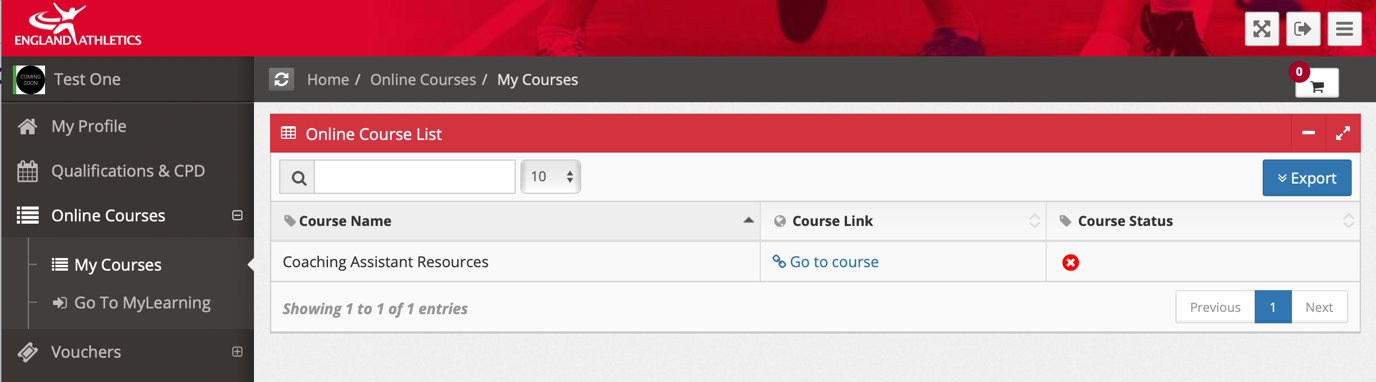 ENGLAND ATHLETICS
COMING SOON
Test One
Home / Online Courses / My Courses
0
My Profile
Qualifications & CPD
Online Courses
My Courses
Go To MyLearning
Vouchers
Online Course List
10
Export
Course Name
Course Link
Course Status
Coaching Assistant Resources
Go to course
Showing 1 to 1 of 1 entries
Previous
1
Next